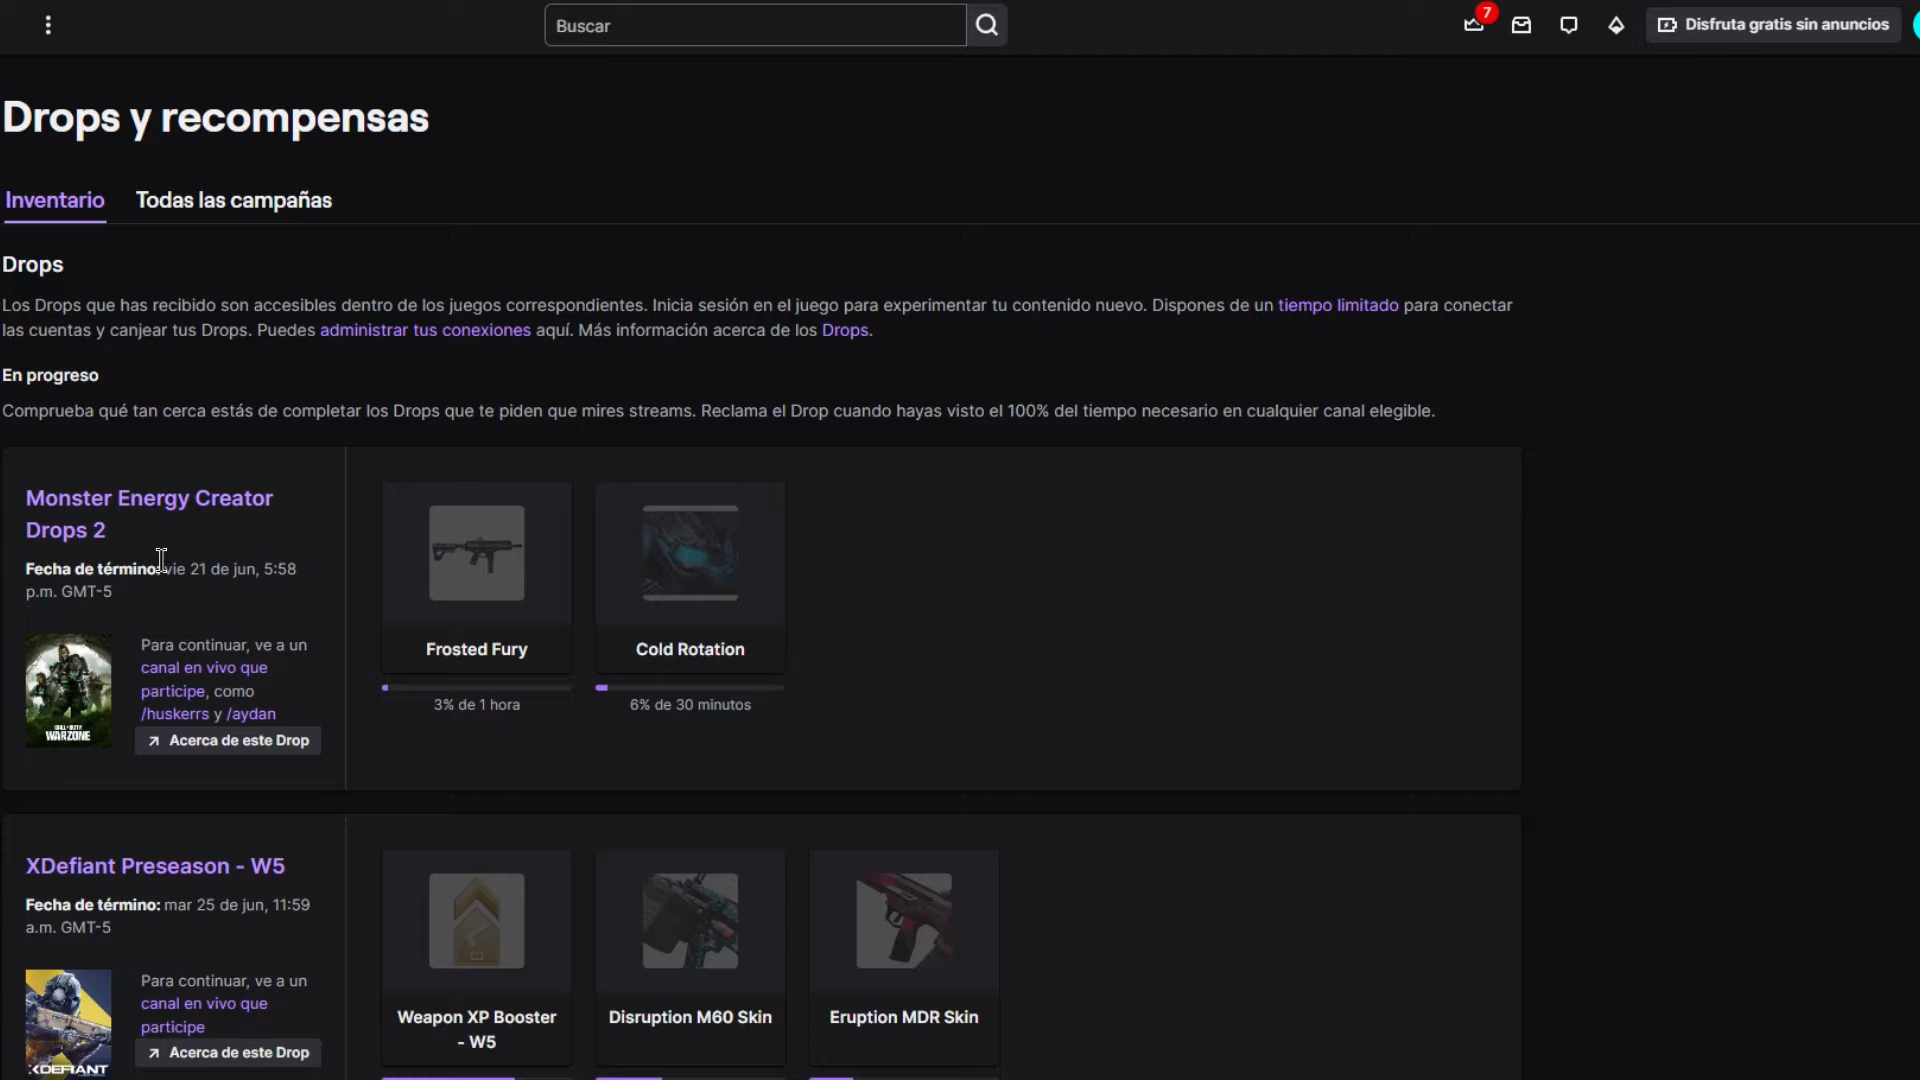 Buscar
7
Disfruta gratis sin anuncios
Drops y recompensas
Inventario
Todas las campañas
Drops
Los Drops que has recibido son accesibles dentro de los juegos correspondientes. Inicia sesión en el juego para experimentar tu contenido nuevo. Dispones de un tiempo limitado para conectar
las cuentas y canjear tus Drops. Puedes administrar tus conexiones aquí. Más información acerca de los Drops.
En progreso
Comprueba qué tan cerca estás de completar los Drops que te piden que mires streams. Reclama el Drop cuando hayas visto el 100% del tiempo necesario en cualquier canal elegible.
Monster Energy Creator
Drops 2
Fecha de término: vie 21 de jun, 5:58
p.m. GMT-5
CALL OF DUTY
WARZONE
Para continuar, ve a un
canal en vivo que
participe, como
/huskerrs y /aydan
Acerca de este Drop
Frosted Fury
3% de 1 hora
Cold Rotation
6% de 30 minutos
XDefiant Preseason - W5
Fecha de término: mar 25 de jun, 11:59
a.m. GMT-5
XDEFIANT
Para continuar, ve a un
canal en vivo que
participe
Acerca de este Drop
Weapon XP Booster
- W5
Disruption M60 Skin
Eruption MDR Skin